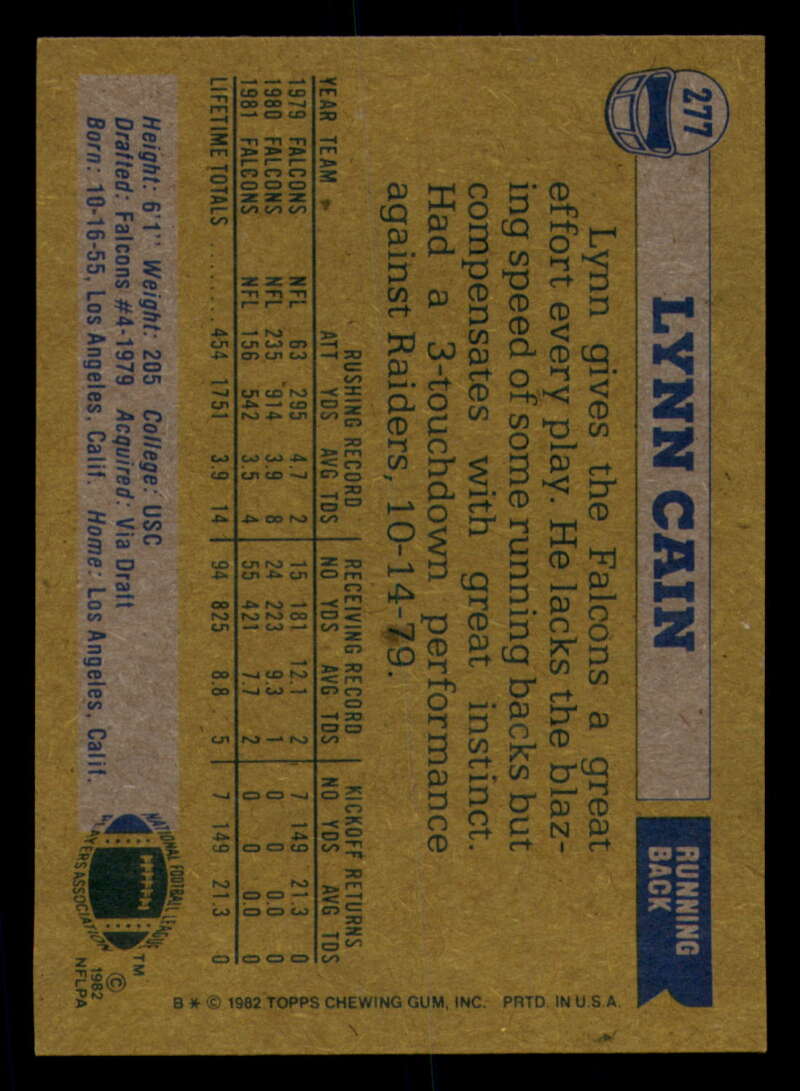 277
LYNN CAIN
RUNNING
BACK
Lynn gives the Falcons a great
effort every play. He lacks the blaz-
ing speed of some running backs but
compensates with great instinct.
Had a 3-touchdown performance
against Raiders, 10-14-79.
RUSHING RECORD RECEIVING RECORD KICKOFF RETURNS
YEAR TEAM ATT YDS AVG TDS NO YDS AVG TDS NO YDS AVG TDS
1979 FALCONS NFL 63 295 4.7 2 15 181 12.1 2 7 149 21.3 0
1980 FALCONS NFL 235 914 3.9 8 24 223 9.3 1 0 0 0.0 0
1981 FALCONS NFL 156 542 3.5 4 55 421 7.7 2 0 0 0.0 0
LIFETIME TOTALS ........ 454 1751 3.9 14 94 825 8.8 5 7 149 21.3 0
Height: 6'1" Weight: 205 College: USC
Drafted: Falcons #4-1979 Acquired: Via Draft
Born: 10-16-55, Los Angeles, Calif. Home: Los Angeles, Calif.
NATIONAL FOOTBALL LEAGUE
PLAYERS ASSOCIATION
TM
© 1982
NFLPA
B * © 1982 TOPPS CHEWING GUM, INC. PRTD. IN U.S.A.